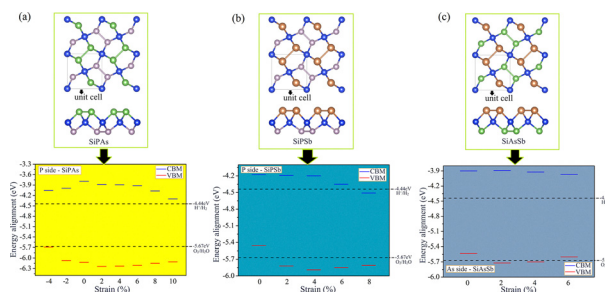 (a)
unit cell
SiPAs
P side - SiPAs
CBM
VBM
Energy alignment (eV)
-3.3
-3.6
-3.9
-4.2
-4.5
-4.8
-5.1
-5.4
-5.7
-6.0
-6.3
-4.44eV
H⁺/H₂
-5.67eV
O₂/H₂O
-4 -2 0 2 4 6 8 10
Strain (%)
(b)
unit cell
SiPSb
P side - SiPSb
CBM
VBM
Energy alignment (eV)
-4.2
-4.5
-4.8
-5.1
-5.4
-5.7
-6.0
-4.44eV
H⁺/H₂
-5.67eV
O₂/H₂O
0 2 4 6 8
Strain (%)
(c)
unit cell
SiAsSb
As side - SiAsSb
CBM
VBM
Energy alignment (eV)
-3.9
-4.2
-4.5
-4.8
-5.1
-5.4
-5.7
-6.0
0 2 4 6
Strain (%)